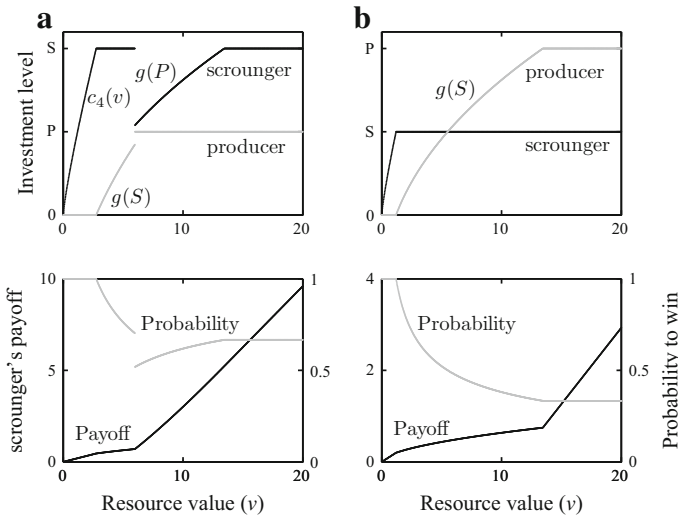 a
b
Investment level
S
P
0
c₄(v)
g(P)
scrounger
producer
g(S)
0
10
20
P
S
0
g(S)
producer
scrounger
0
10
20
scrounger's payoff
10
5
0
1
0.5
0
Probability
Payoff
0
10
20
Resource value (v)
4
2
0
1
0.5
0
Probability
Payoff
0
10
20
Resource value (v)
Probability to win